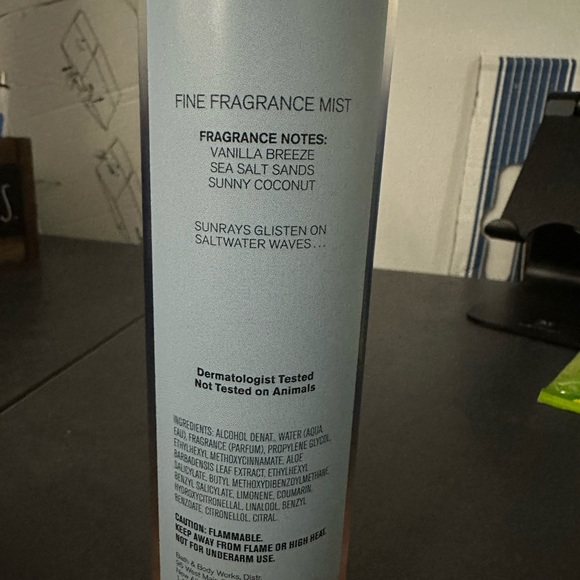 FINE FRAGRANCE MIST
FRAGRANCE NOTES:
VANILLA BREEZE
SEA SALT SANDS
SUNNY COCONUT
SUNRAYS GLISTEN ON
SALTWATER WAVES...
Dermatologist Tested
Not Tested on Animals
INGREDIENTS: ALCOHOL DENAT., WATER (AQUA,
EAU), FRAGRANCE (PARFUM), PROPYLENE GLYCOL,
ETHYLHEXYL METHOXYCINNAMATE, ALOE
BARBADENSIS LEAF EXTRACT, ETHYLHEXYL
SALICYLATE, BUTYL METHOXYDIBENZOYLMETHANE,
BENZYL SALICYLATE, LIMONENE, COUMARIN,
HYDROXYCITRONELLAL, LINALOOL, BENZYL
BENZOATE, CITRONELLOL, CITRAL.
CAUTION: FLAMMABLE.
KEEP AWAY FROM FLAME OR HIGH HEAT.
NOT FOR UNDERARM USE.
Bath & Body Works, Distr.